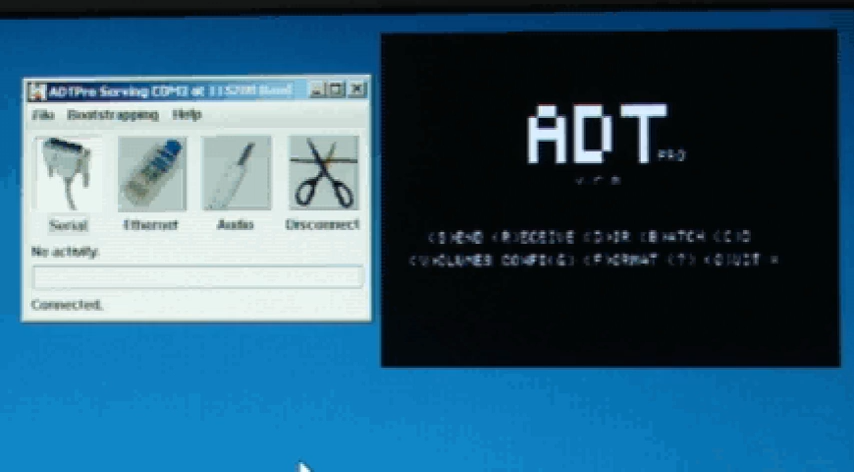 ADTPro Serving COM3 at 115200 Baud
File Bootstrapping Help
Serial Ethernet Audio Disconnect
No activity.
Connected.
ADT PRO
(S)END (R)ECEIVE (D)IR (B)ATCH (C)D
(V)OLUMES CONFI(G) (F)ORMAT (?) (Q)UIT